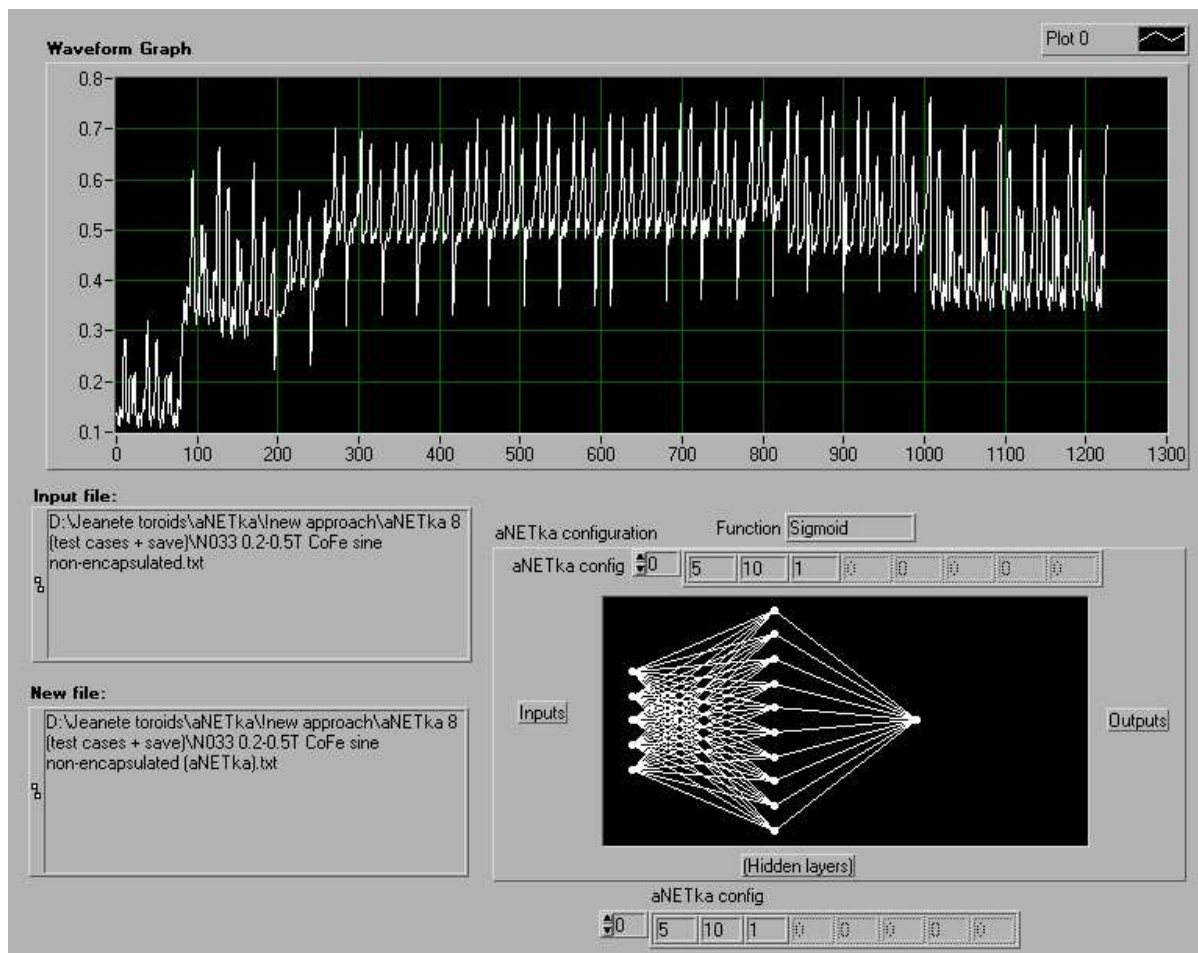 Waveform Graph
Plot 0
0.8
0.7
0.6
0.5
0.4
0.3
0.2
0.1
0 100 200 300 400 500 600 700 800 900 1000 1100 1200 1300
Input file:
D:\Jeanete toroids\aNETka\!new approach\aNETka 8
(test cases + save)\N033 0.2-0.5T CoFe sine
non-encapsulated.txt
New file:
D:\Jeanete toroids\aNETka\!new approach\aNETka 8
(test cases + save)\N033 0.2-0.5T CoFe sine
non-encapsulated (aNETka).txt
aNETka configuration
Function Sigmoid
aNETka config 0 5 10 1 0 0 0 0 0
Inputs
Outputs
(Hidden layers)
aNETka config
0 5 10 1 0 0 0 0 0